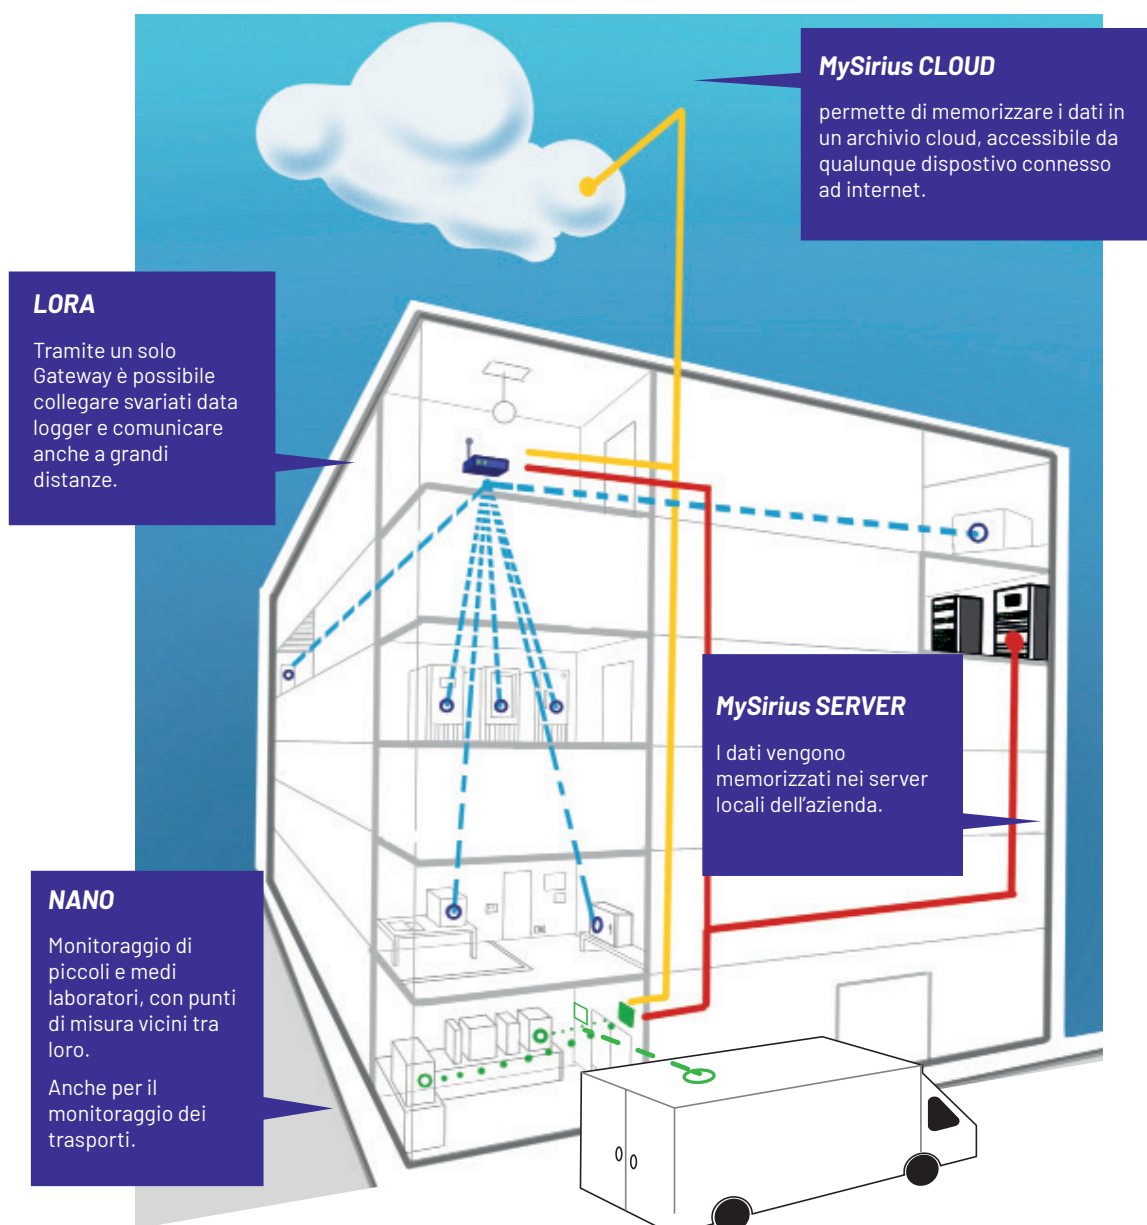 MySirius CLOUD
permette di memorizzare i dati in
un archivio cloud, accessibile da
qualunque dispostivo connesso
ad internet.
LORA
Tramite un solo
Gateway è possibile
collegare svariati data
logger e comunicare
anche a grandi
distanze.
MySirius SERVER
I dati vengono
memorizzati nei server
locali dell'azienda.
NANO
Monitoraggio di
piccoli e medi
laboratori, con punti
di misura vicini tra
loro.
Anche per il
monitoraggio dei
trasporti.